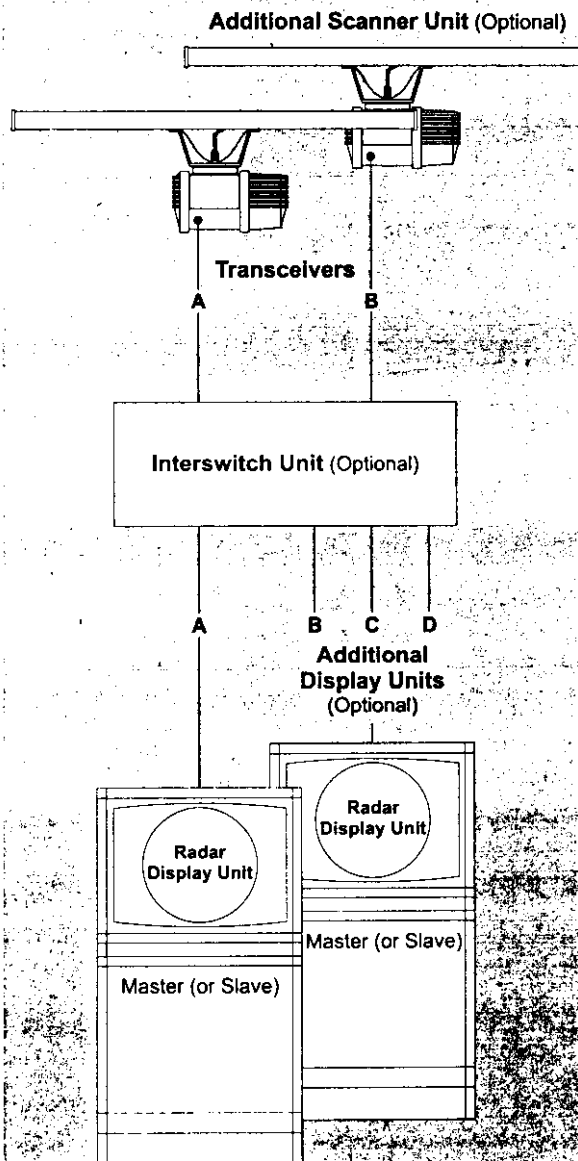 Additional Scanner Unit (Optional)
Transceivers
A B
Interswitch Unit (Optional)
A B C D
Additional
Display Units
(Optional)
Radar
Display Unit
Master (or Slave)
Radar
Display Unit
Master (or Slave)